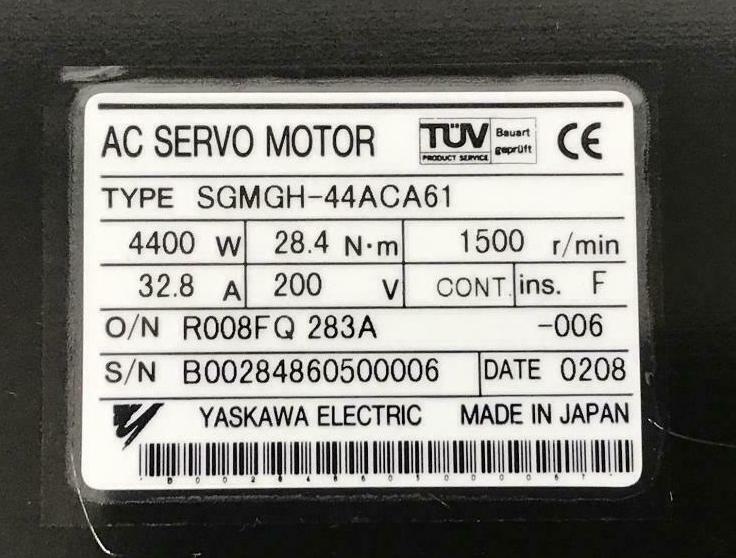 AC SERVO MOTOR TÜV PRODUCT SERVICE Bauart geprüft CE
TYPE SGMGH-44ACA61
4400 W 28.4 N·m 1500 r/min
32.8 A 200 V CONT. ins. F
O/N R008FQ 283A -006
S/N B00284860500006 DATE 0208
YASKAWA ELECTRIC MADE IN JAPAN